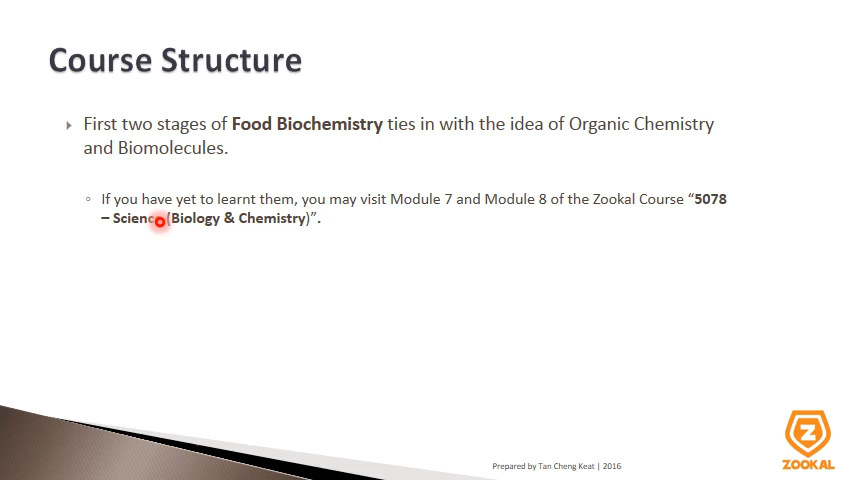 Course Structure
First two stages of Food Biochemistry ties in with the idea of Organic Chemistry
and Biomolecules.
If you have yet to learnt them, you may visit Module 7 and Module 8 of the Zookal Course “5078
– Science (Biology & Chemistry)”.
Z
ZOOKAL
Prepared by Tan Cheng Keat | 2016